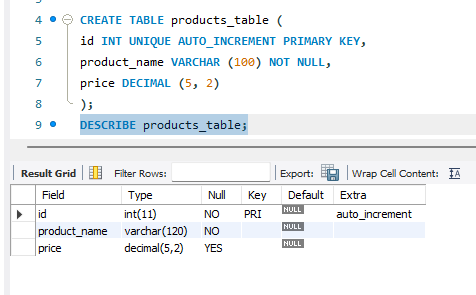 4 CREATE TABLE products_table (
5 id INT UNIQUE AUTO_INCREMENT PRIMARY KEY,
6 product_name VARCHAR (100) NOT NULL,
7 price DECIMAL (5, 2)
8 );
9 DESCRIBE products_table;
Result Grid Filter Rows: Export: Wrap Cell Content: IA
Field Type Null Key Default Extra
id int(11) NO PRI NULL auto_increment
product_name varchar(120) NO NULL
price decimal(5,2) YES NULL